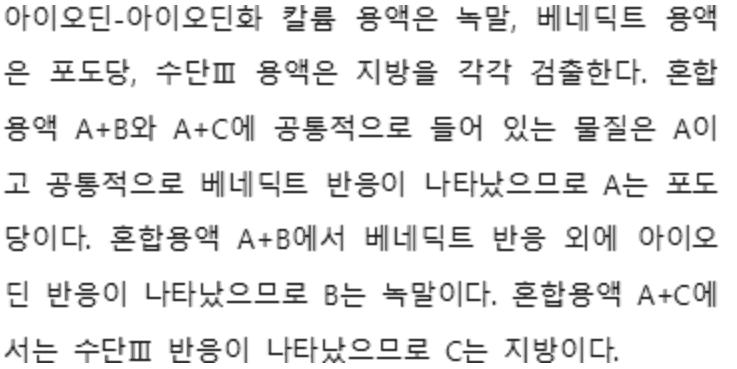 아이오딘-아이오딘화 칼륨 용액은 녹말, 베네딕트 용액
은 포도당, 수단Ⅲ 용액은 지방을 각각 검출한다. 혼합
용액 A+B와 A+C에 공통적으로 들어 있는 물질은 A이
고 공통적으로 베네딕트 반응이 나타났으므로 A는 포도
당이다. 혼합용액 A+B에서 베네딕트 반응 외에 아이오
딘 반응이 나타났으므로 B는 녹말이다. 혼합용액 A+C에
서는 수단Ⅲ 반응이 나타났으므로 C는 지방이다.